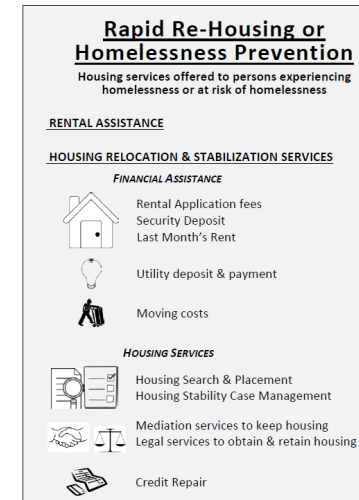 Rapid Re-Housing or
Homelessness Prevention
Housing services offered to persons experiencing
homelessness or at risk of homelessness
RENTAL ASSISTANCE
HOUSING RELOCATION & STABILIZATION SERVICES
FINANCIAL ASSISTANCE
Rental Application fees
Security Deposit
Last Month's Rent
Utility deposit & payment
Moving costs
HOUSING SERVICES
Housing Search & Placement
Housing Stability Case Management
Mediation services to keep housing
Legal services to obtain & retain housing
Credit Repair